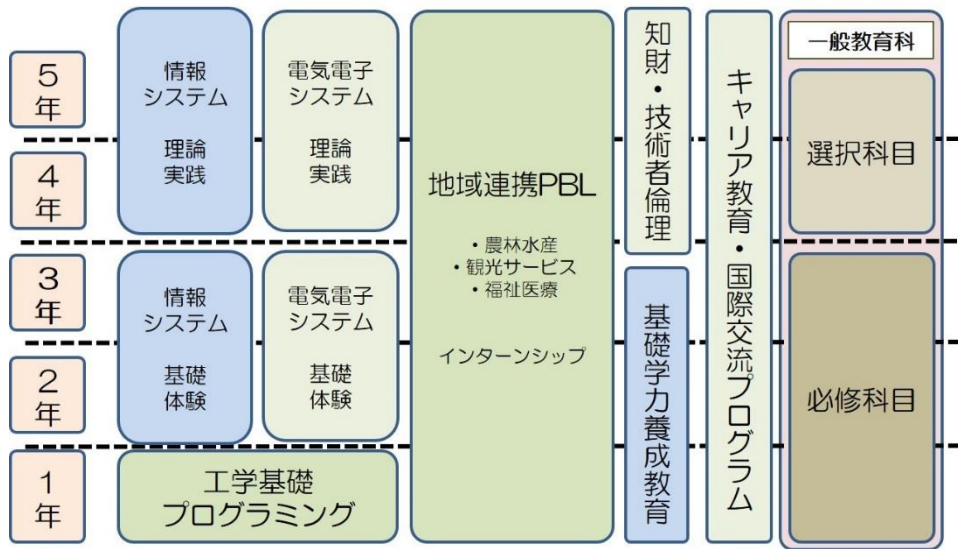 5年
4年
3年
2年
1年
情報
システム
理論
実践
電気電子
システム
理論
実践
情報
システム
基礎
体験
電気電子
システム
基礎
体験
工学基礎
プログラミング
地域連携PBL
・農林水産
・観光サービス
・福祉医療
インターンシップ
知財・技術者倫理
基礎学力養成教育
キャリア教育・国際交流プログラム
一般教育科
選択科目
必修科目